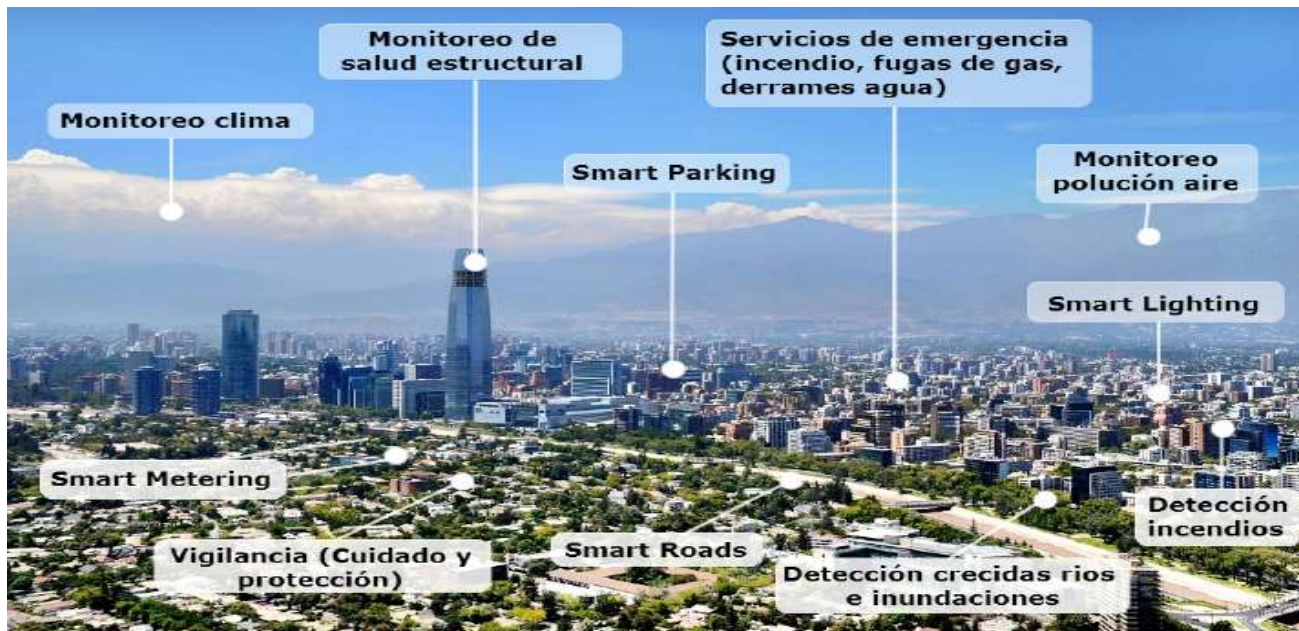 Monitoreo de
salud estructural
Servicios de emergencia
(incendio, fugas de gas,
derrames agua)
Monitoreo clima
Smart Parking
Monitoreo
polución aire
Smart Lighting
Smart Metering
Vigilancia (Cuidado y
protección)
Smart Roads
Detección crecidas rios
e inundaciones
Detección
incendios